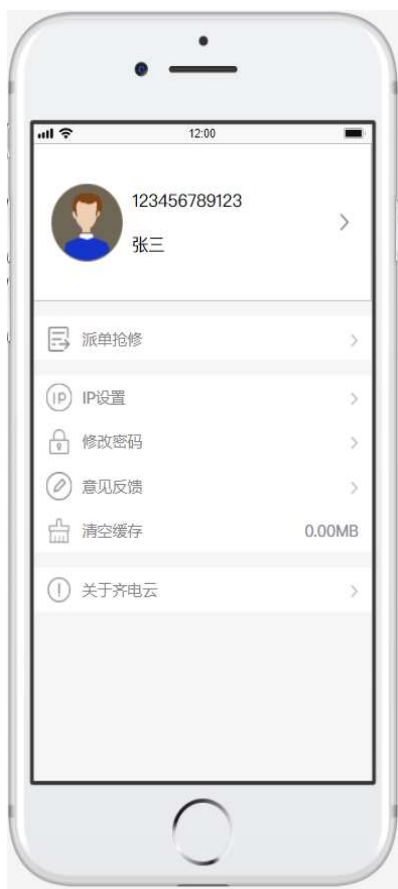 12:00
123456789123
张三
派单抢修
IP IP设置
修改密码
意见反馈
清空缓存 0.00MB
关于齐电云